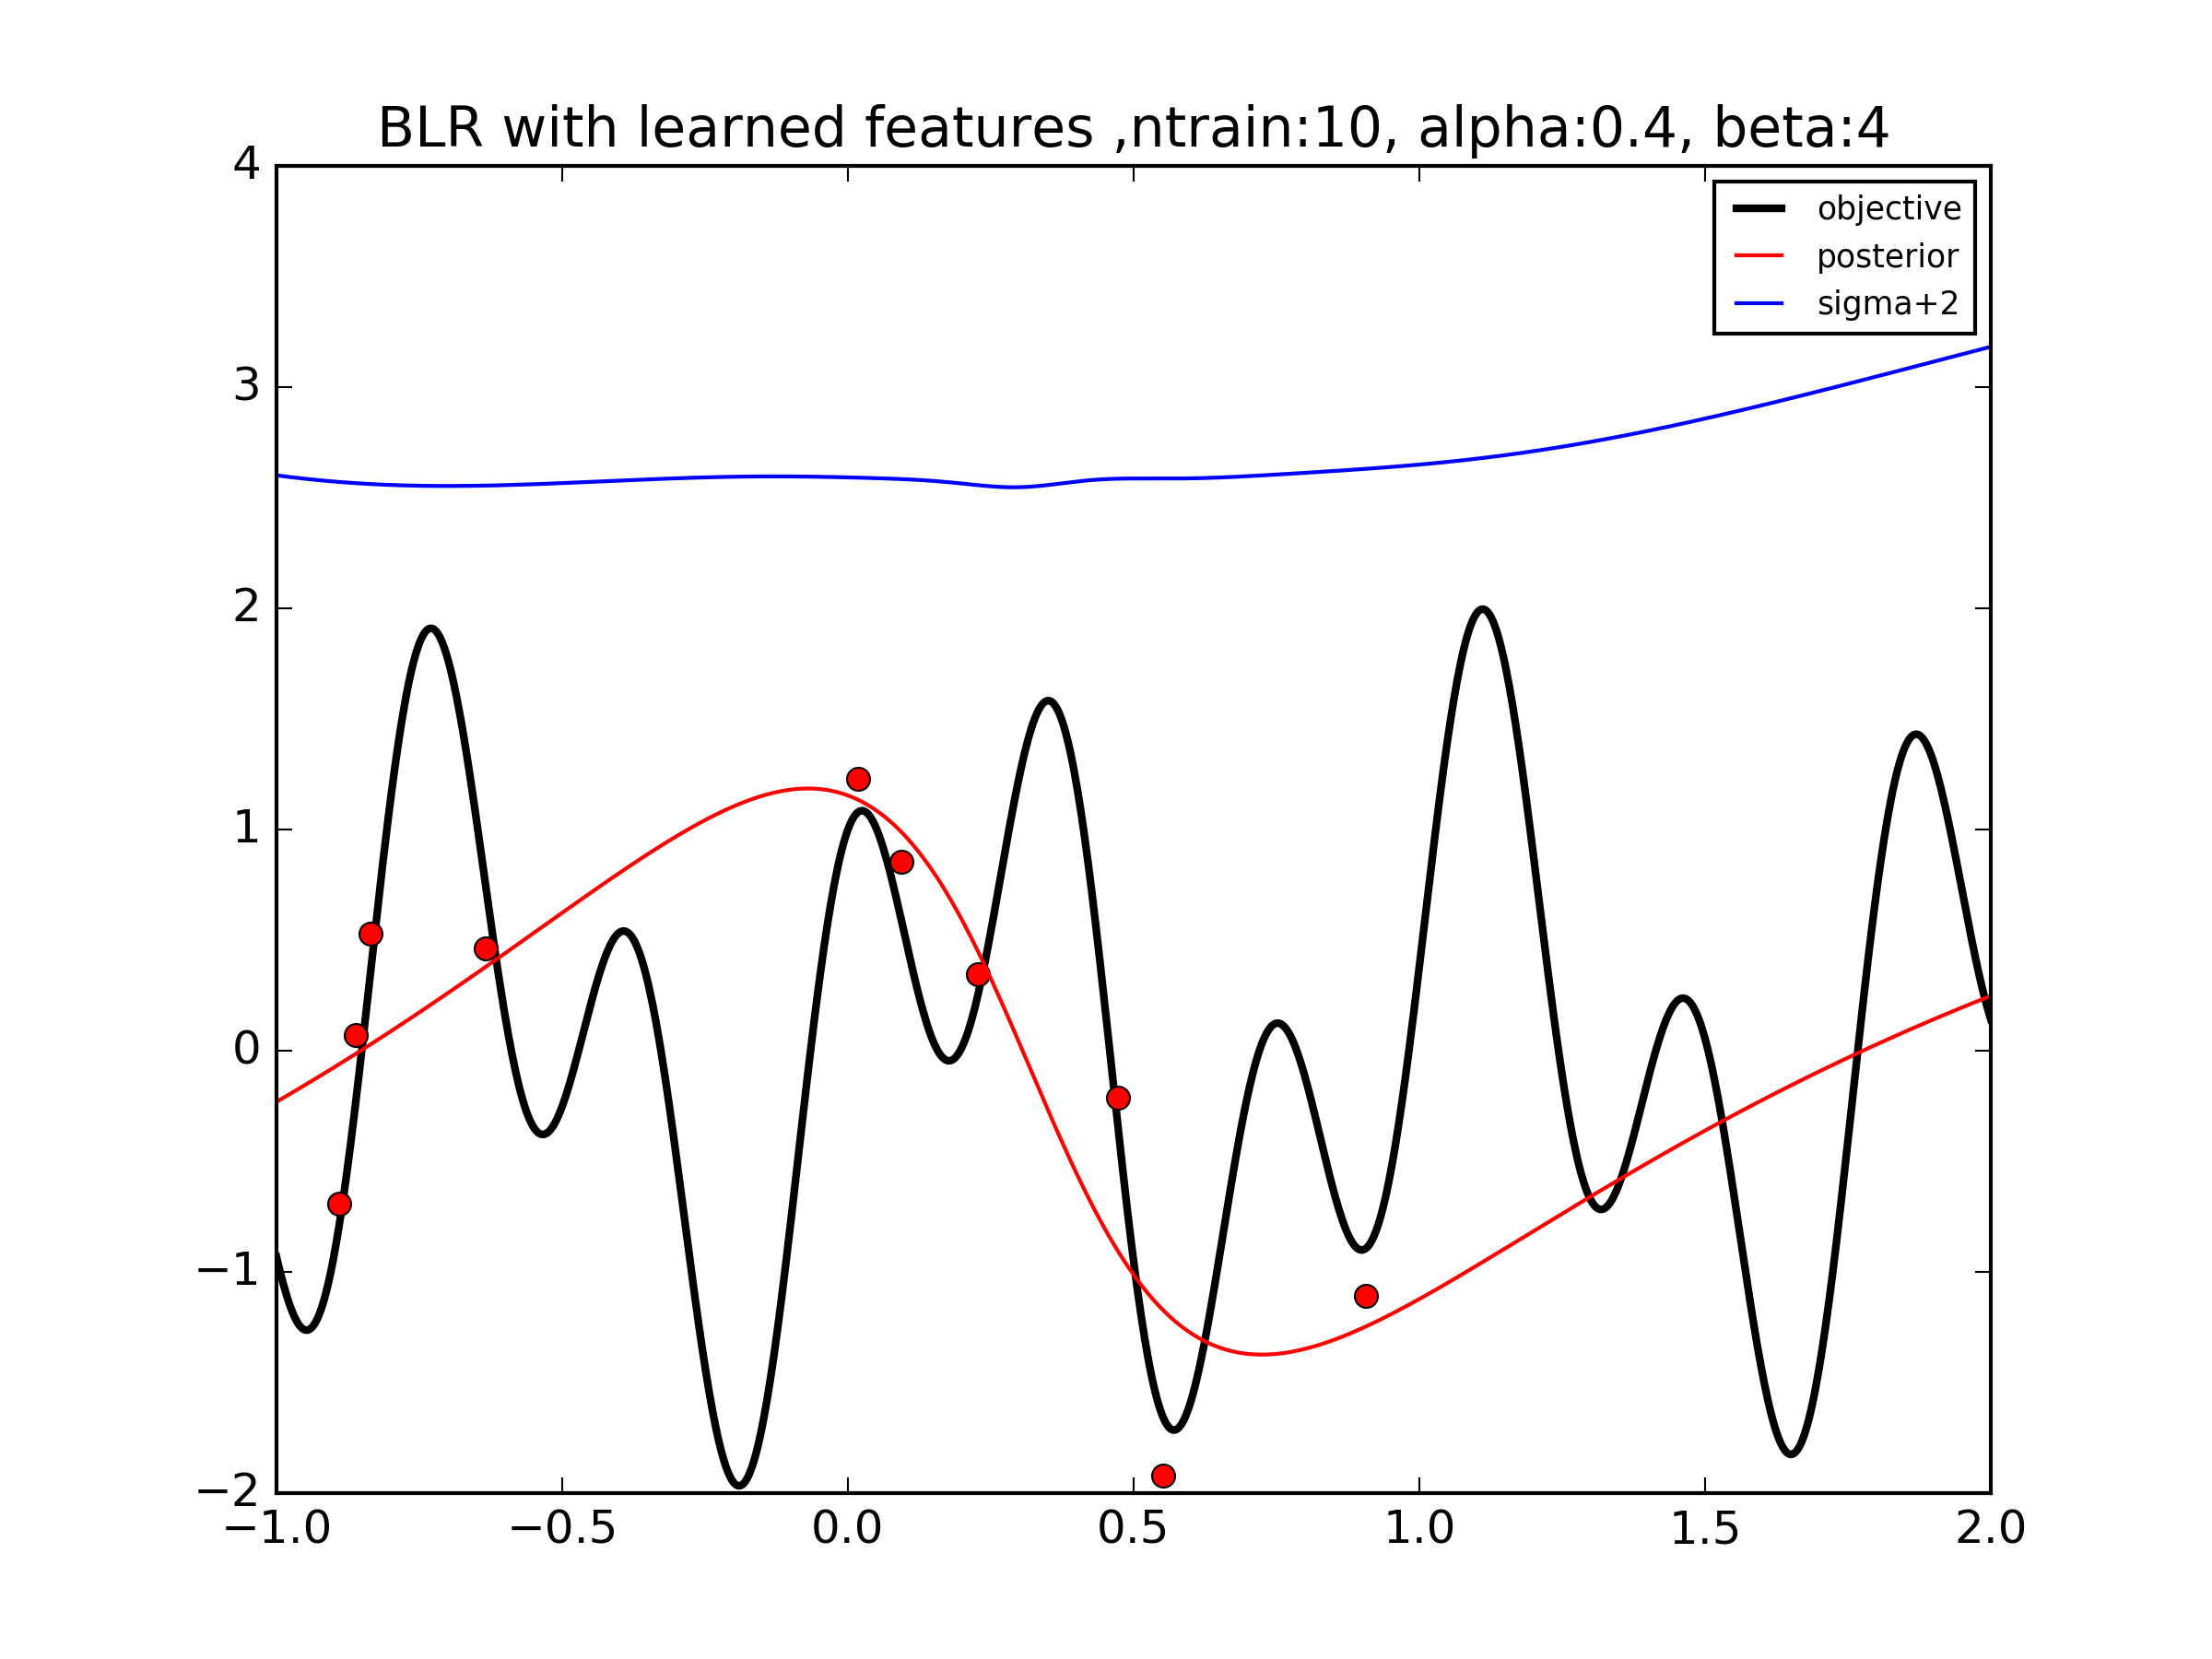 BLR with learned features ,ntrain:10, alpha:0.4, beta:4
4
3
2
1
0
−1
−2
objective
posterior
sigma+2
−1.0 −0.5 0.0 0.5 1.0 1.5 2.0